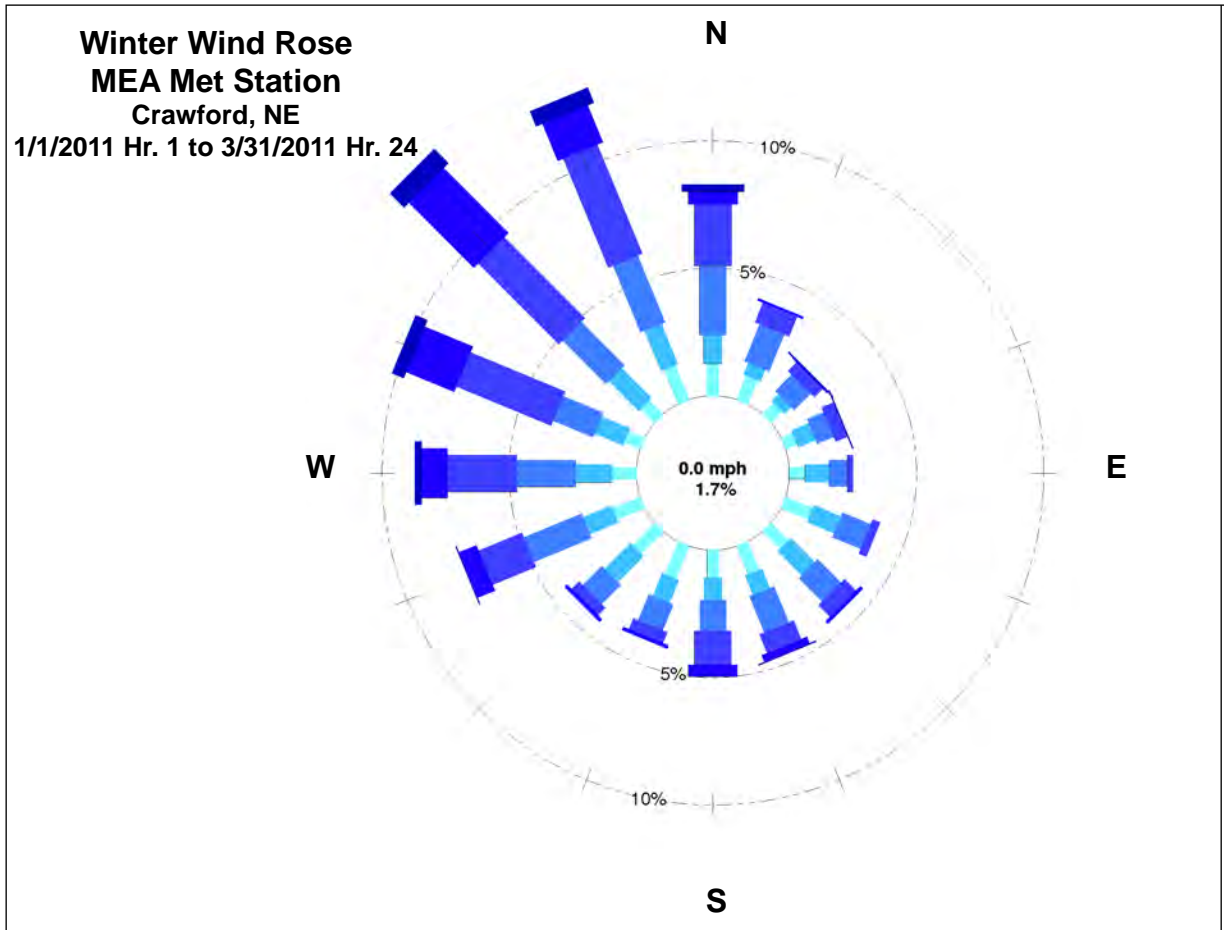 Winter Wind Rose
MEA Met Station
Crawford, NE
1/1/2011 Hr. 1 to 3/31/2011 Hr. 24
N
10%
5%
W
0.0 mph
1.7%
E
5%
10%
S